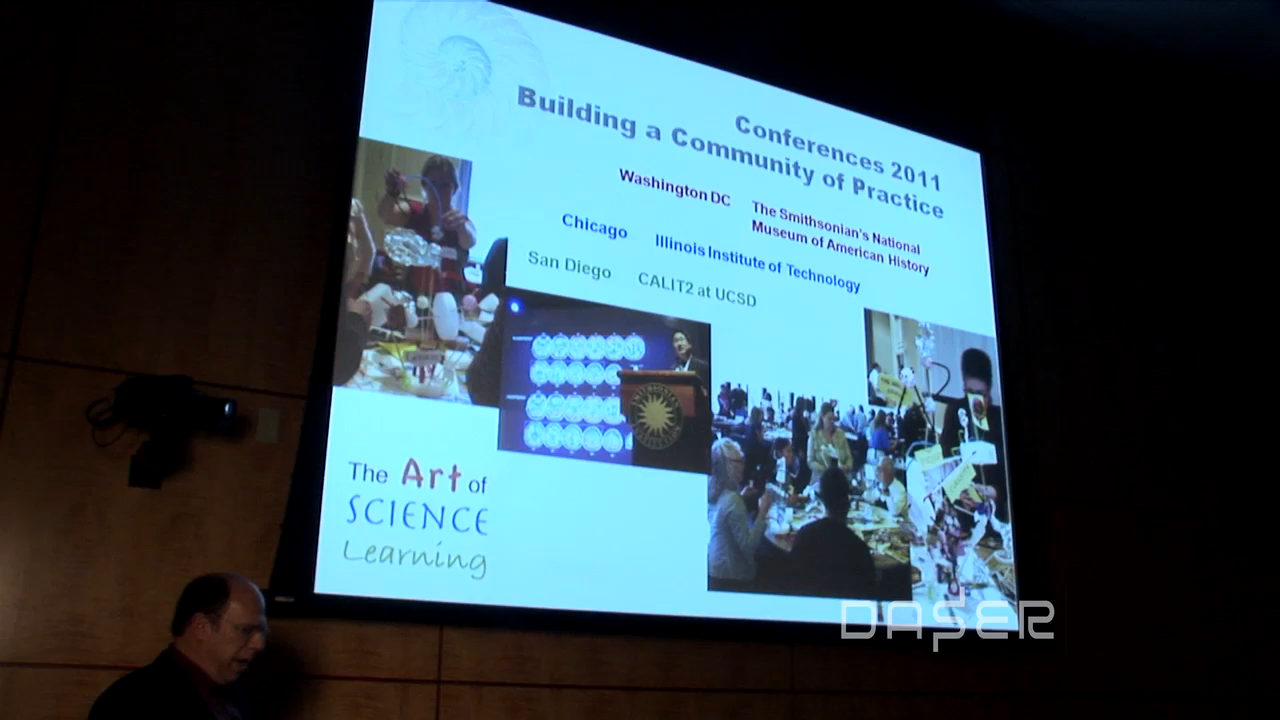 Conferences 2011
Building a Community of Practice
Washington DC The Smithsonian's National
Museum of American History
Chicago Illinois Institute of Technology
San Diego CALIT2 at UCSD
The Art of
SCIENCE
Learning
DASER